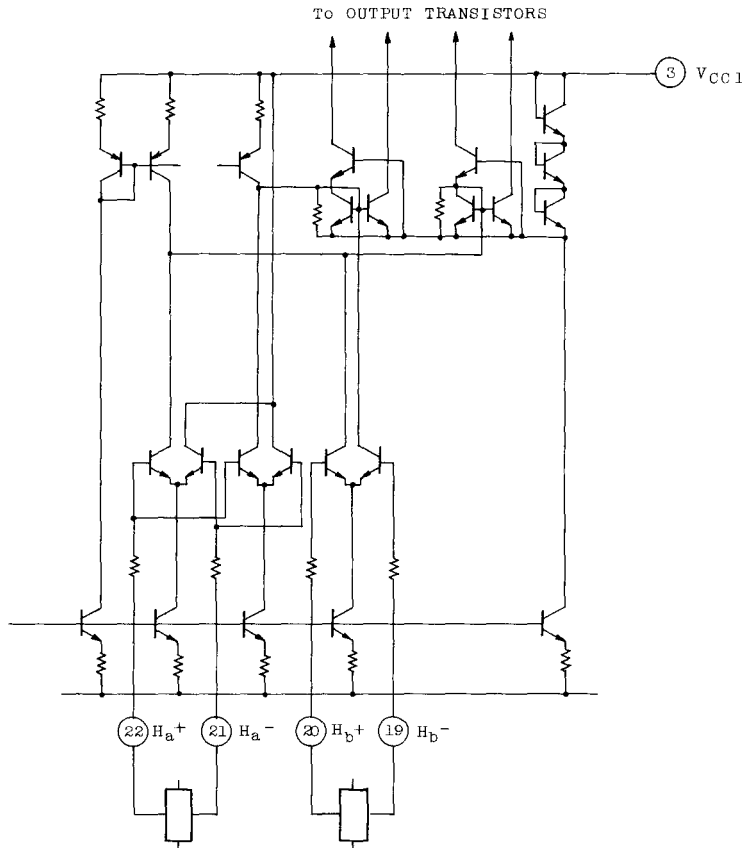 To OUTPUT TRANSISTORS
3 VCC1
22 Ha+ 21 Ha- 20 Hb+ 19 Hb-